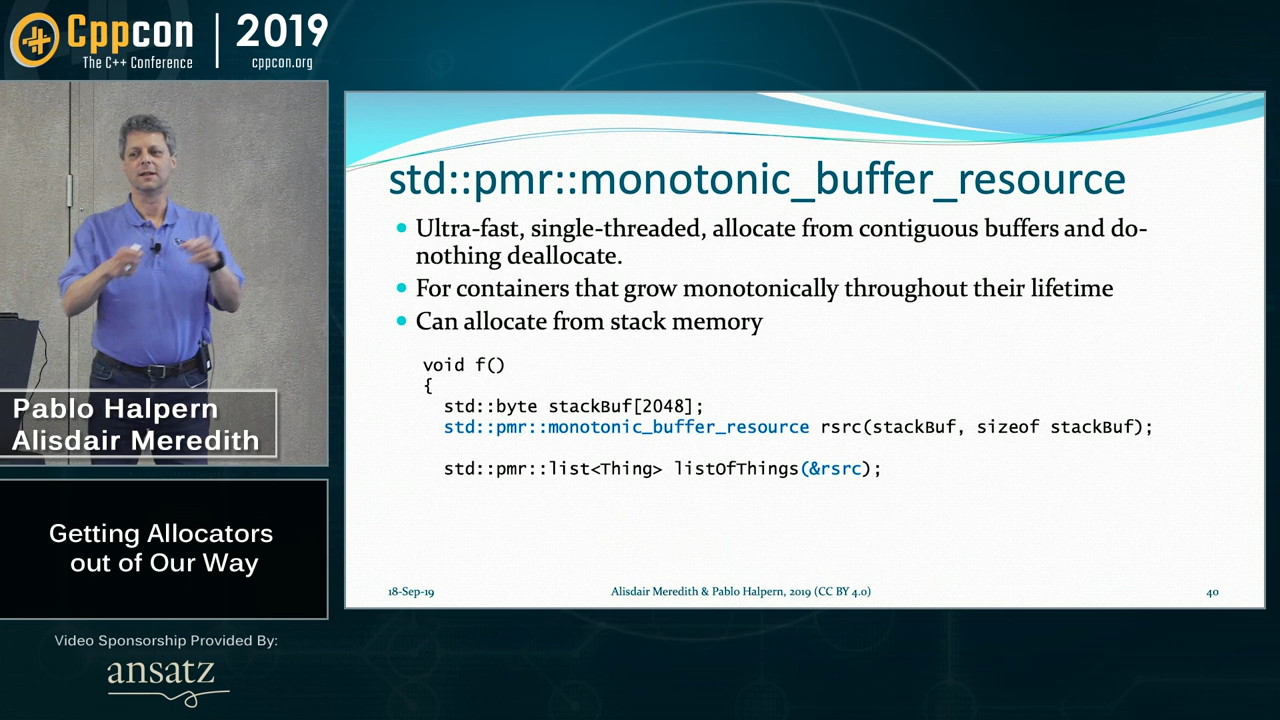 Cppcon | 2019
The C++ Conference
cppcon.org
Pablo Halpern
Alisdair Meredith
Getting Allocators
out of Our Way
Video Sponsorship Provided By:
ansatz
std::pmr::monotonic_buffer_resource
• Ultra-fast, single-threaded, allocate from contiguous buffers and do-
nothing deallocate.
• For containers that grow monotonically throughout their lifetime
• Can allocate from stack memory
void f()
{
std::byte stackBuf[2048];
std::pmr::monotonic_buffer_resource rsrc(stackBuf, sizeof stackBuf);
std::pmr::list<Thing> listOfThings(&rsrc);
18-Sep-19
Alisdair Meredith & Pablo Halpern, 2019 (CC BY 4.0)
40